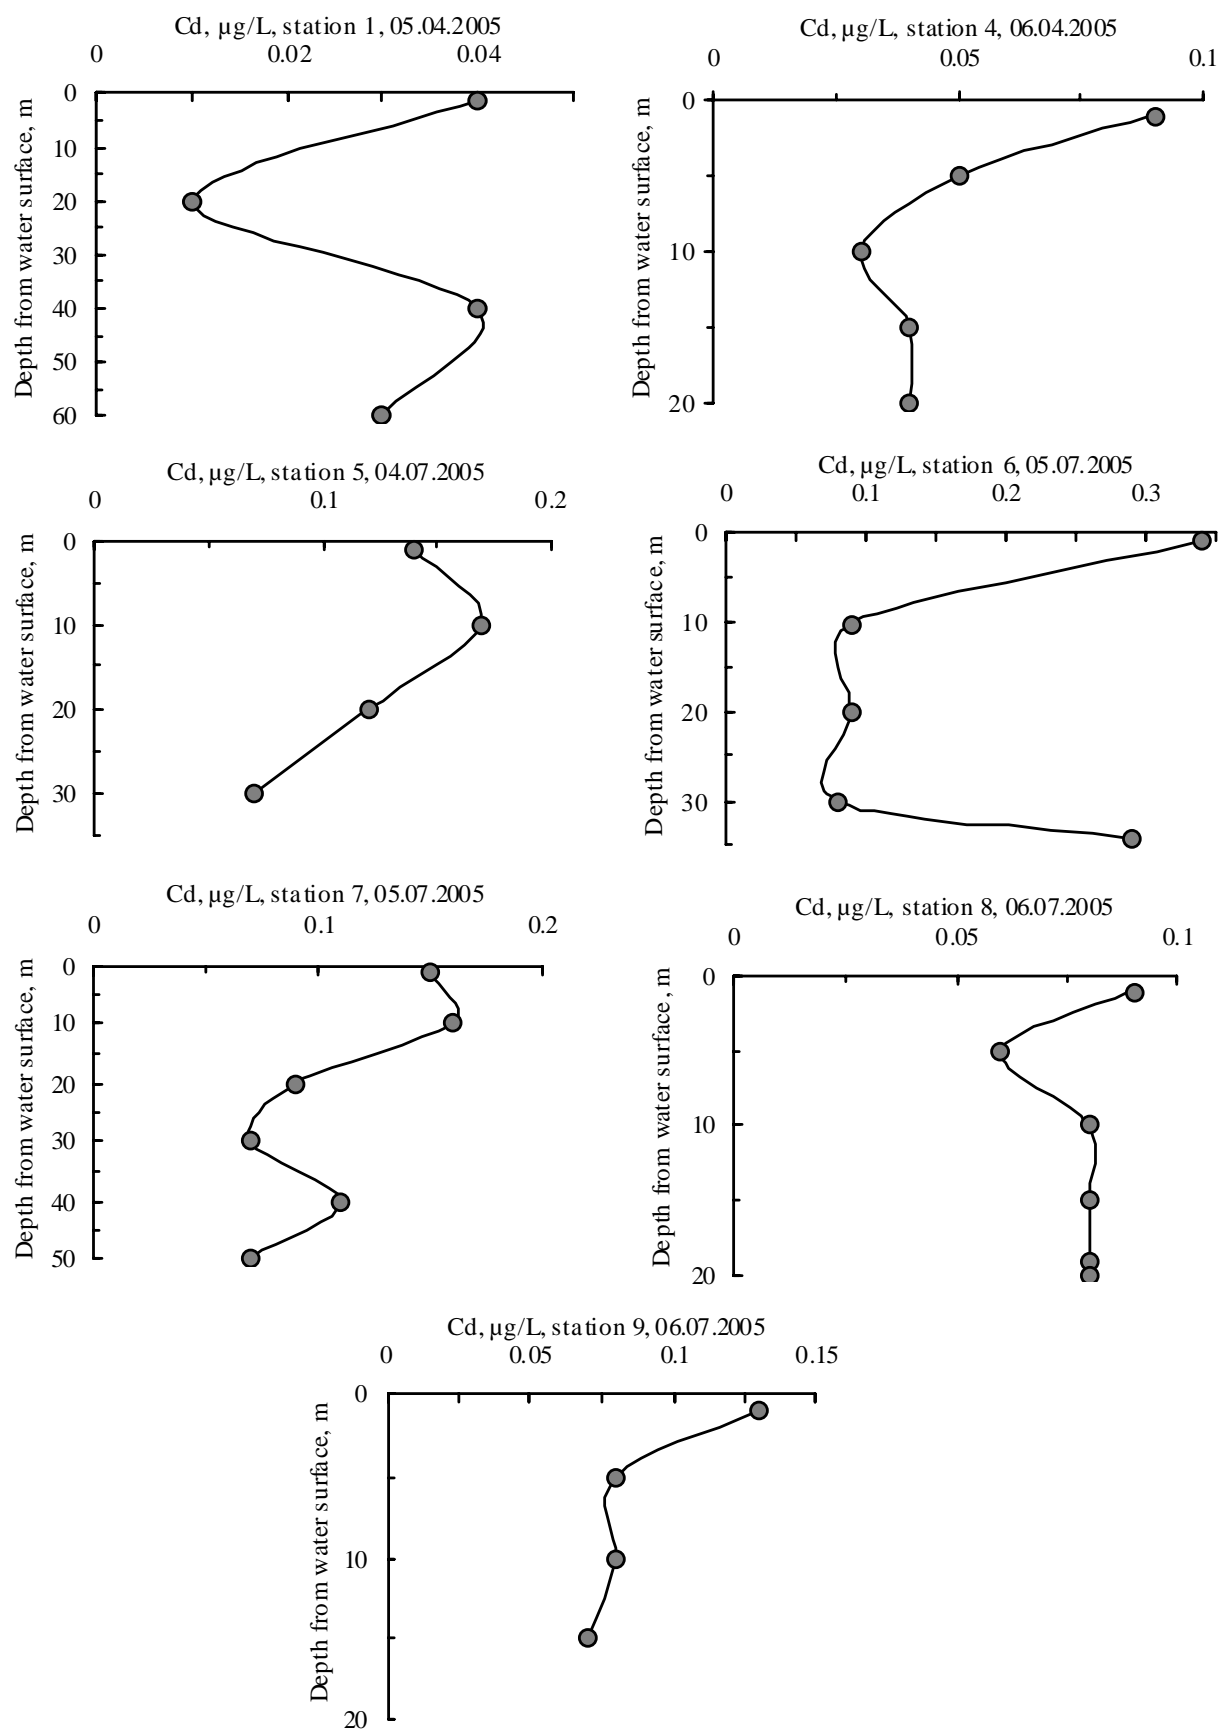 Cd, µg/L, station 1, 05.04.2005
0 0.02 0.04
Depth from water surface, m
0
10
20
30
40
50
60
Cd, µg/L, station 4, 06.04.2005
0 0.05 0.1
Depth from water surface, m
0
10
20
Cd, µg/L, station 5, 04.07.2005
0 0.1 0.2
Depth from water surface, m
0
10
20
30
Cd, µg/L, station 6, 05.07.2005
0 0.1 0.2 0.3
Depth from water surface, m
0
10
20
30
Cd, µg/L, station 7, 05.07.2005
0 0.1 0.2
Depth from water surface, m
0
10
20
30
40
50
Cd, µg/L, station 8, 06.07.2005
0 0.05 0.1
Depth from water surface, m
0
10
20
Cd, µg/L, station 9, 06.07.2005
0 0.05 0.1 0.15
Depth from water surface, m
0
10
20